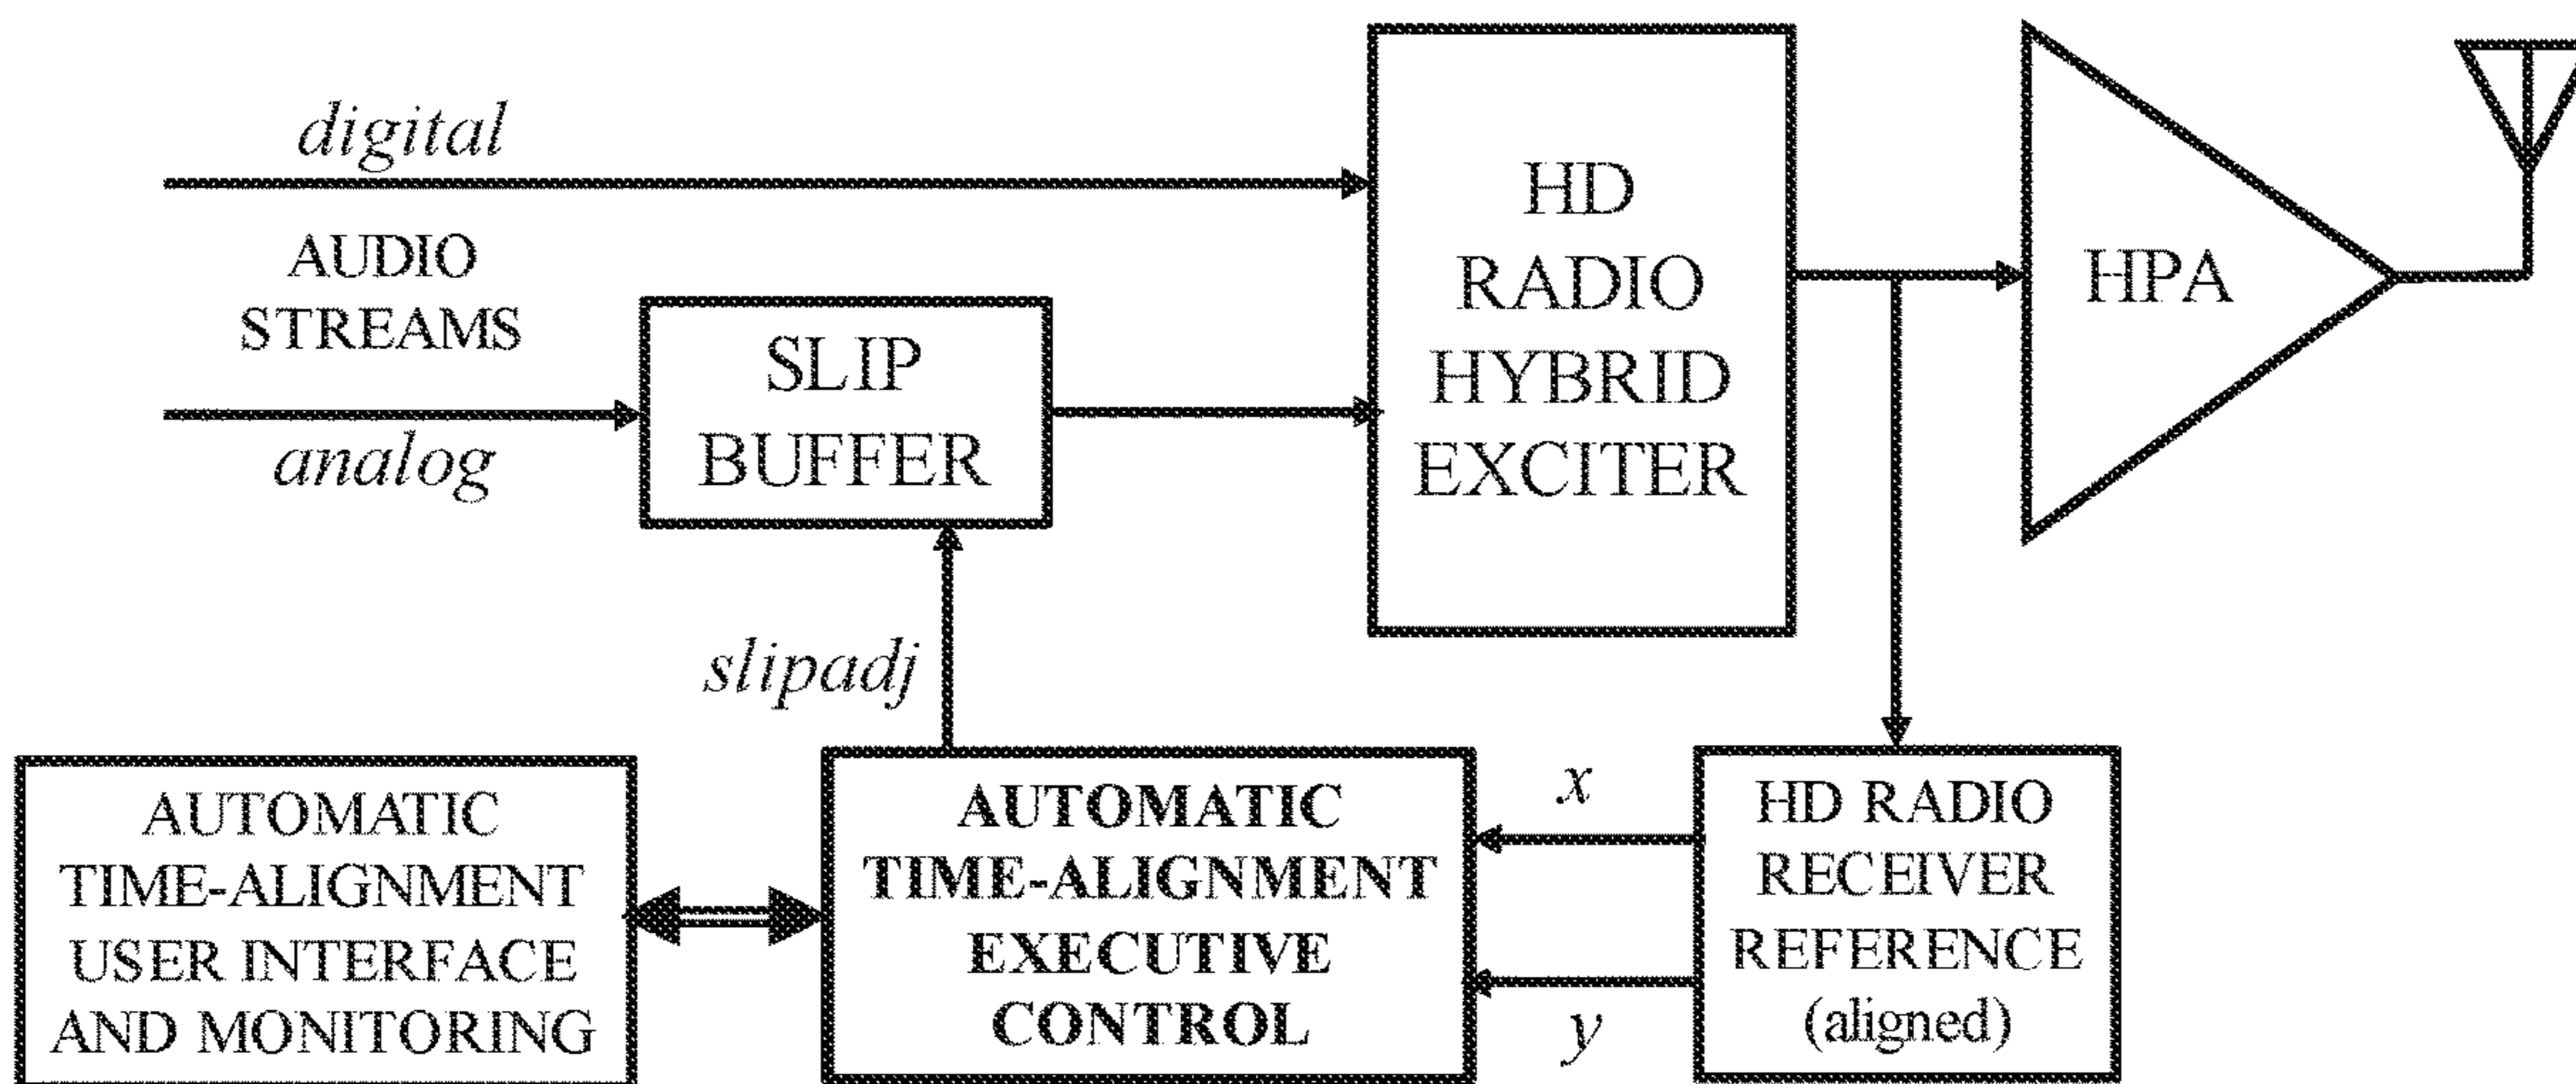 digital
AUDIO
STREAMS
analog
SLIP
BUFFER
HD
RADIO
HYBRID
EXCITER
HPA
slipadj
AUTOMATIC
TIME-ALIGNMENT
USER INTERFACE
AND MONITORING
AUTOMATIC
TIME-ALIGNMENT
EXECUTIVE
CONTROL
x
y
HD RADIO
RECEIVER
REFERENCE
(aligned)